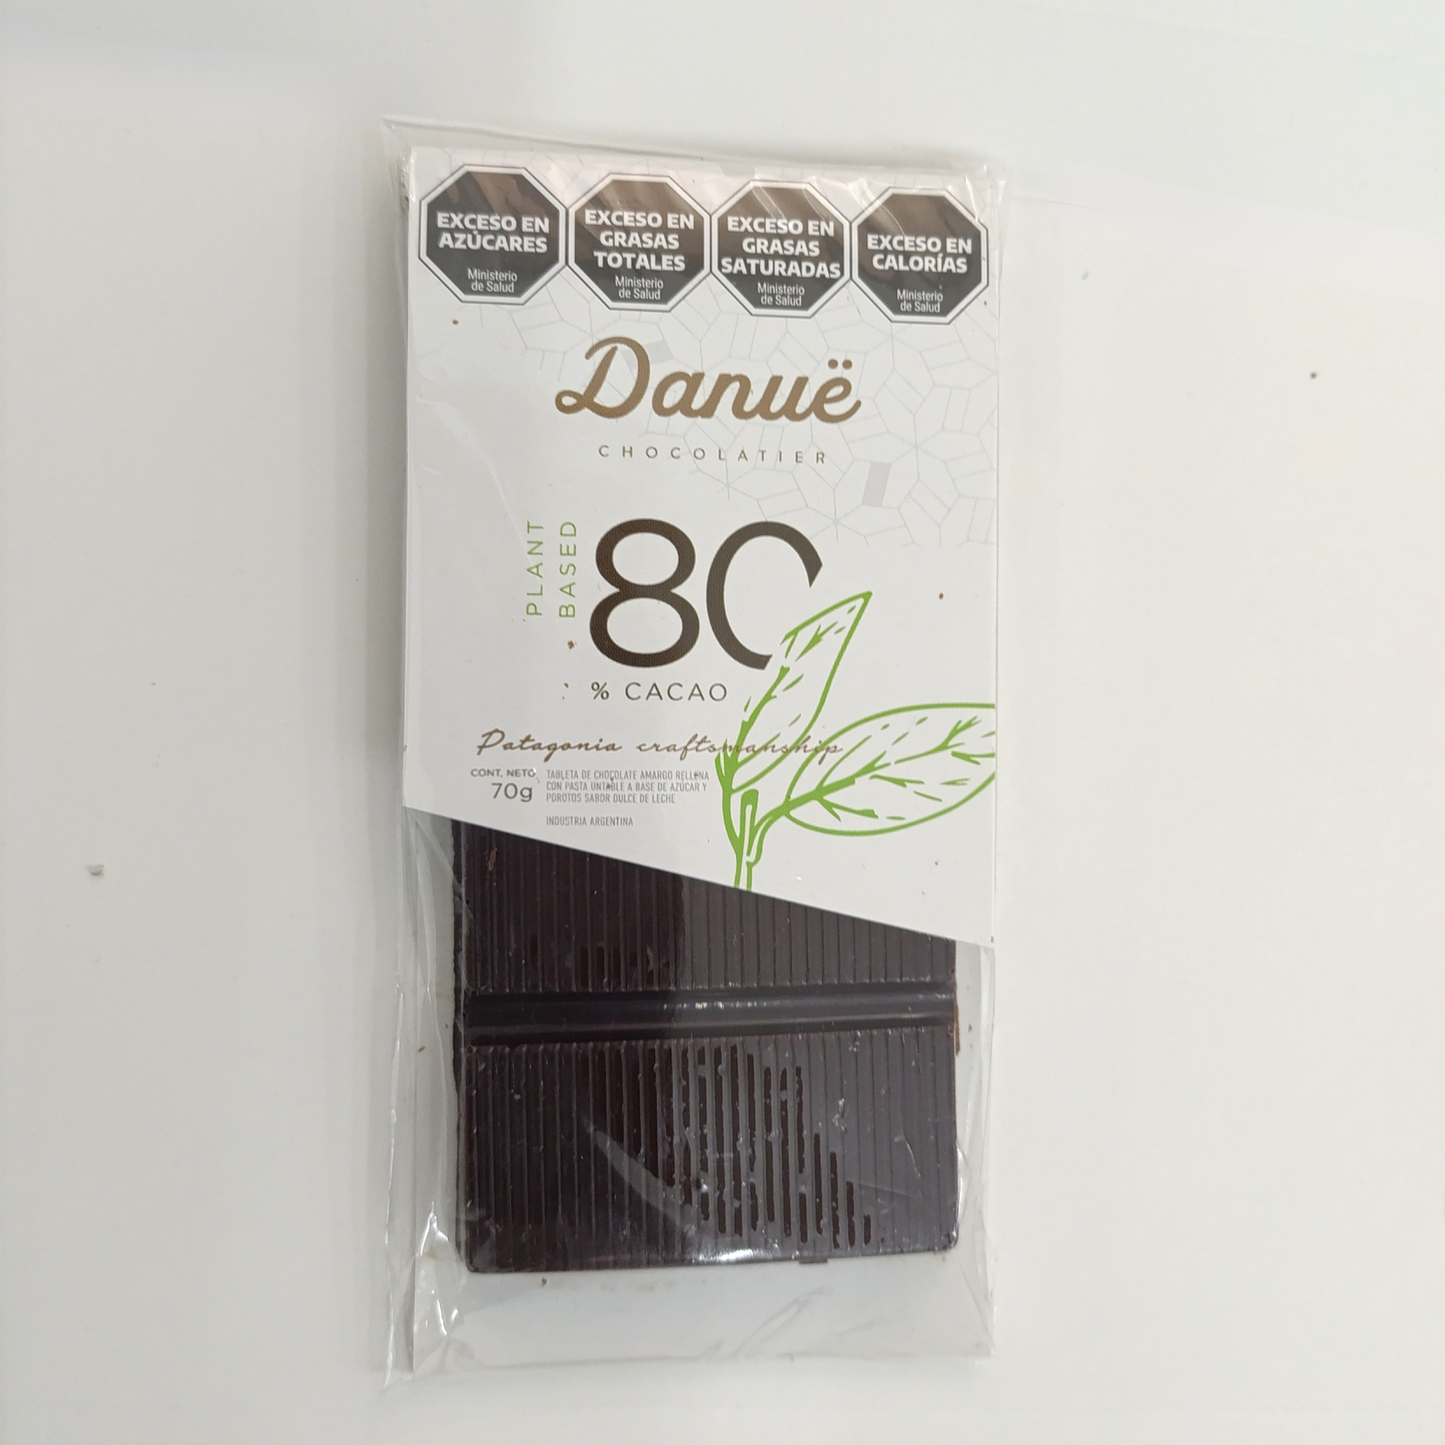 EXCESO EN
AZÚCARES
Ministerio
de Salud
EXCESO EN
GRASAS
TOTALES
Ministerio
de Salud
EXCESO EN
GRASAS
SATURADAS
Ministerio
de Salud
EXCESO EN
CALORÍAS
Ministerio
de Salud
Danuë
CHOCOLATIER
PLANT
BASED
80
% CACAO
Patagonia craftsmanship
CONT. NETO
70g
TABLETA DE CHOCOLATE AMARGO RELLENA
CON PASTA UNTABLE A BASE DE AZÚCAR Y
POROTOS SABOR DULCE DE LECHE
INDUSTRIA ARGENTINA